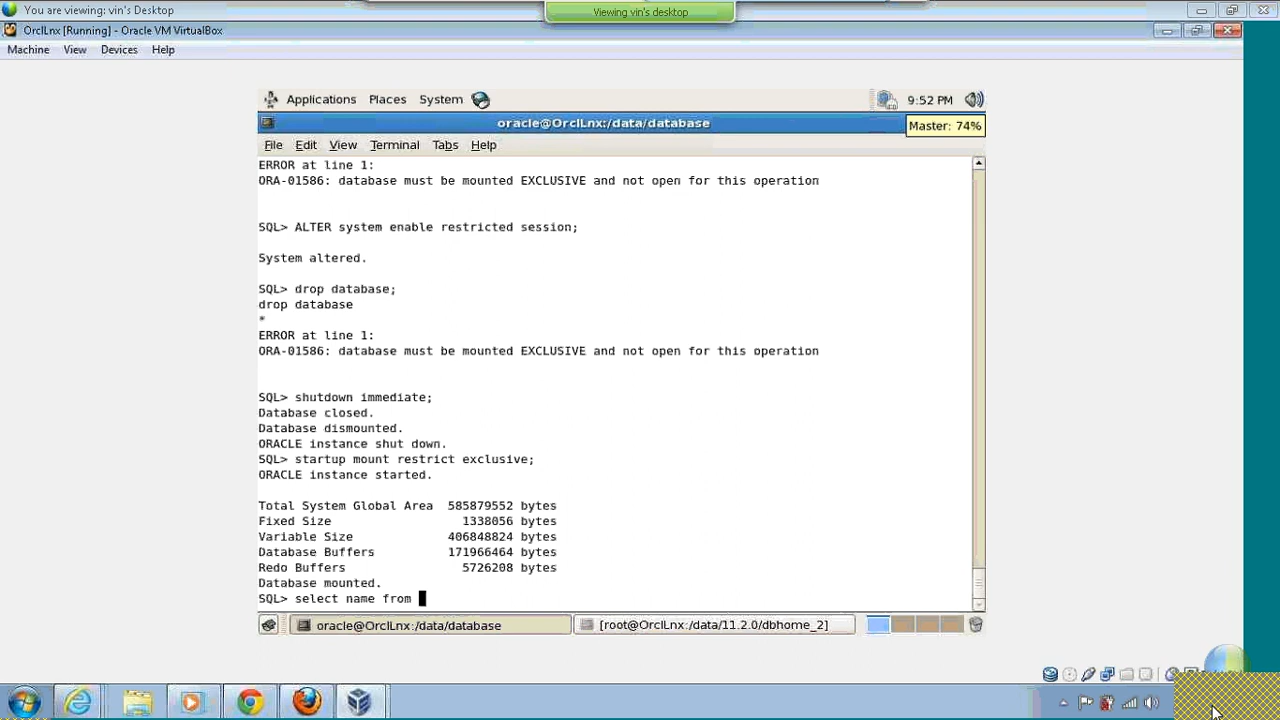 You are viewing: vin's Desktop
Viewing vin's desktop
OrclLnx [Running] - Oracle VM VirtualBox
Machine View Devices Help
Applications Places System 9:52 PM
oracle@OrclLnx:/data/database
Master: 74%
File Edit View Terminal Tabs Help
ERROR at line 1:
ORA-01586: database must be mounted EXCLUSIVE and not open for this operation
SQL> ALTER system enable restricted session;
System altered.
SQL> drop database;
drop database
*
ERROR at line 1:
ORA-01586: database must be mounted EXCLUSIVE and not open for this operation
SQL> shutdown immediate;
Database closed.
Database dismounted.
ORACLE instance shut down.
SQL> startup mount restrict exclusive;
ORACLE instance started.
Total System Global Area 585879552 bytes
Fixed Size 1338056 bytes
Variable Size 406848824 bytes
Database Buffers 171966464 bytes
Redo Buffers 5726208 bytes
Database mounted.
SQL> select name from
oracle@OrclLnx:/data/database [root@OrclLnx:/data/11.2.0/dbhome_2]